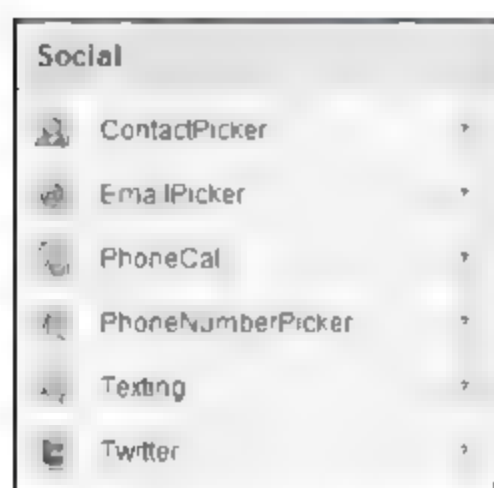 Social
ContactPicker ?
EmailPicker ?
PhoneCall ?
PhoneNumberPicker ?
Texting ?
Twitter ?